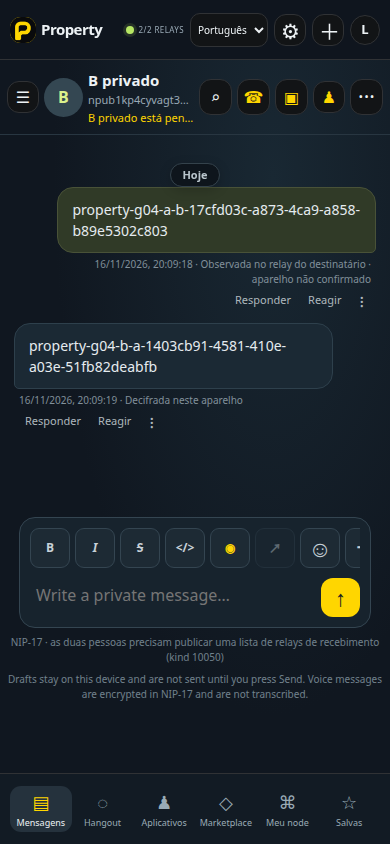 Property
2/2 RELAYS
Português
L
B
B privado
npub1kp4cyvagt3...
B privado está pen...
Hoje
property-g04-a-b-17cfd03c-a873-4ca9-a858-
b89e5302c803
16/11/2026, 20:09:18 · Observada no relay do destinatário ·
aparelho não confirmado
Responder Reagir
property-g04-b-a-1403cb91-4581-410e-
a03e-51fb82deabfb
16/11/2026, 20:09:19 · Decifrada neste aparelho
Responder Reagir
B I S </>
Write a private message...
NIP-17 · as duas pessoas precisam publicar uma lista de relays de recebimento
(kind 10050)
Drafts stay on this device and are not sent until you press Send. Voice messages
are encrypted in NIP-17 and are not transcribed.
Mensagens Hangout Aplicativos Marketplace Meu node Salvas